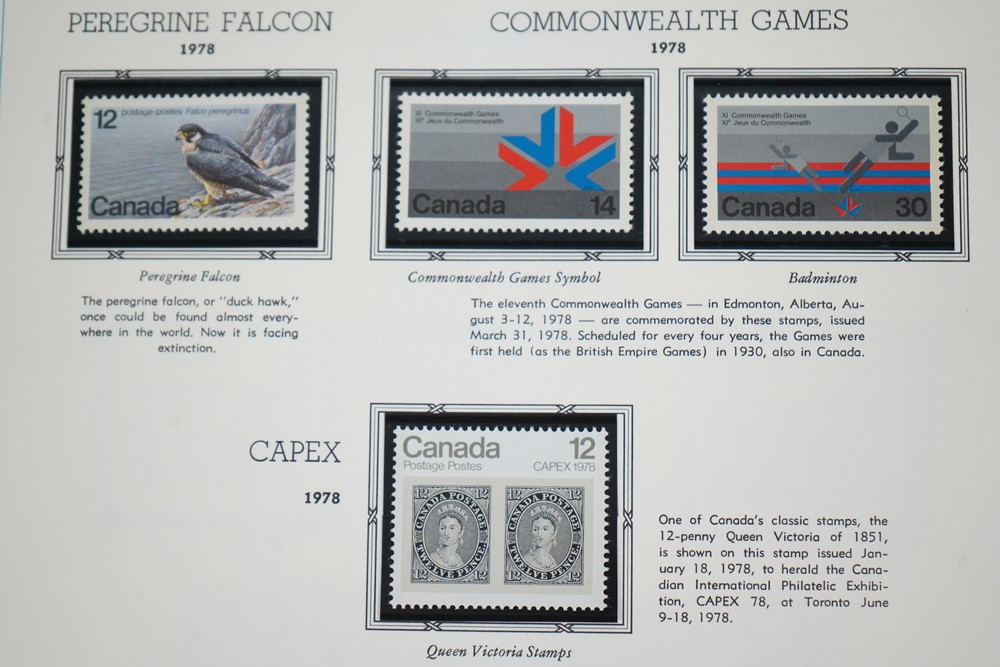 PEREGRINE FALCON
1978
12 postage postes Falco peregrinus
Canada
Peregrine Falcon
The peregrine falcon, or "duck hawk,"
once could be found almost every-
where in the world. Now it is facing
extinction.
COMMONWEALTH GAMES
1978
XI Commonwealth Games
XIe Jeux du Commonwealth
Canada 14
Commonwealth Games Symbol
XI Commonwealth Games
XIe Jeux du Commonwealth
Canada 30
Badminton
The eleventh Commonwealth Games — in Edmonton, Alberta, Au-
gust 3-12, 1978 — are commemorated by these stamps, issued
March 31, 1978. Scheduled for every four years, the Games were
first held (as the British Empire Games) in 1930, also in Canada.
CAPEX
1978
Canada 12
Postage Postes CAPEX 1978
12 CANADA POSTAGE 12
TWELVE PENCE
12 12
12 CANADA POSTAGE 12
TWELVE PENCE
12 12
Queen Victoria Stamps
One of Canada's classic stamps, the
12-penny Queen Victoria of 1851,
is shown on this stamp issued Jan-
uary 18, 1978, to herald the Cana-
dian International Philatelic Exhibi-
tion, CAPEX 78, at Toronto June
9-18, 1978.